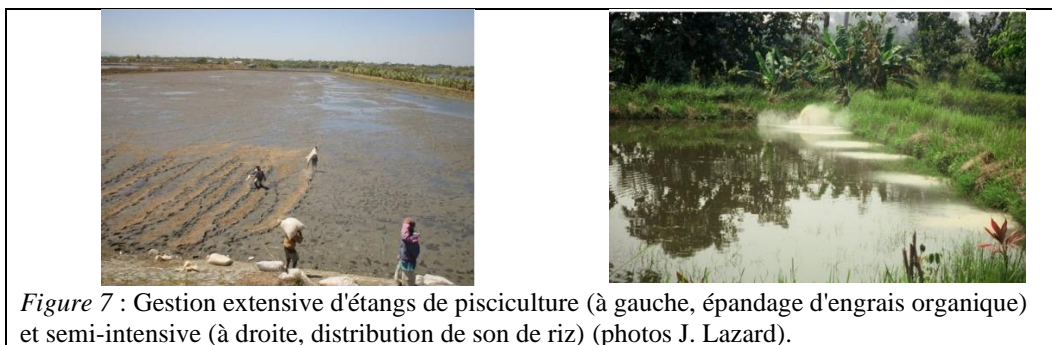 Figure 7 : Gestion extensive d'étangs de pisciculture (à gauche, épandage d'engrais organique)
et semi-intensive (à droite, distribution de son de riz) (photos J. Lazard).